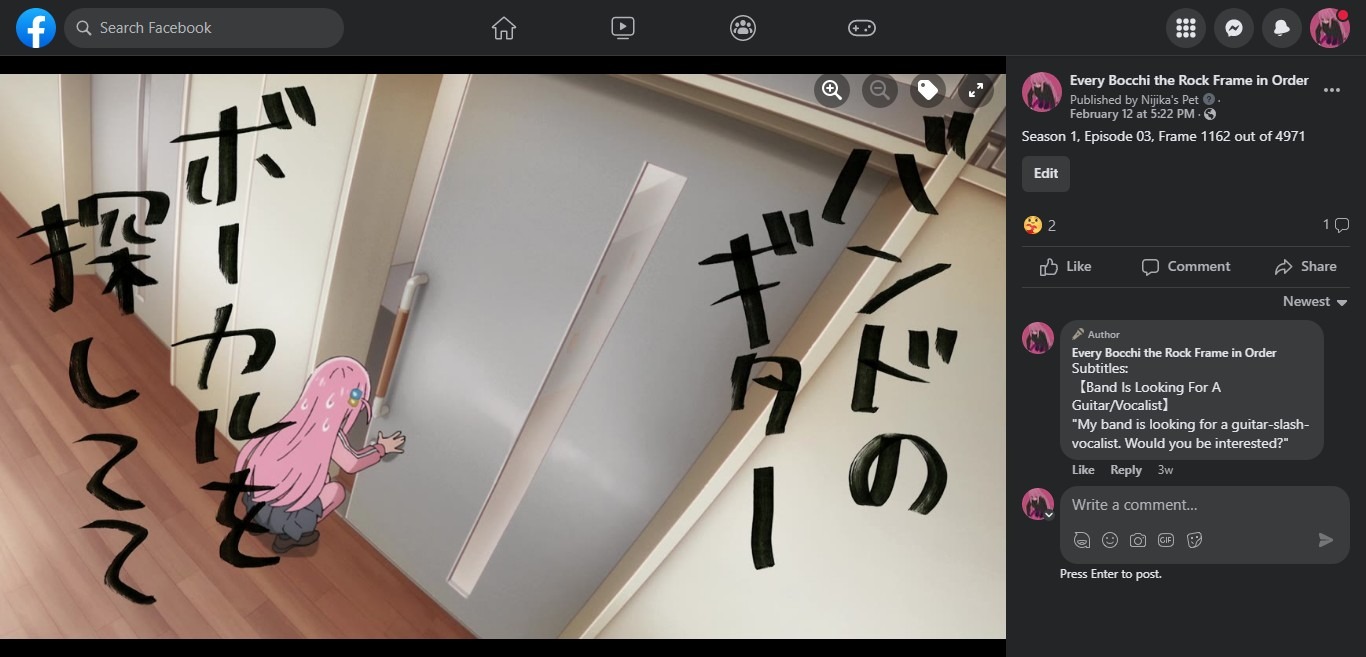 Search Facebook
バンドの
ギター
ボーカルも
探してて
Every Bocchi the Rock Frame in Order
Published by Nijika's Pet
February 12 at 5:22 PM ·
Season 1, Episode 03, Frame 1162 out of 4971
Edit
2
1
Like
Comment
Share
Newest
Author
Every Bocchi the Rock Frame in Order
Subtitles:
【Band Is Looking For A
Guitar/Vocalist】
"My band is looking for a guitar-slash-
vocalist. Would you be interested?"
Like Reply 3w
Write a comment...
GIF
Press Enter to post.